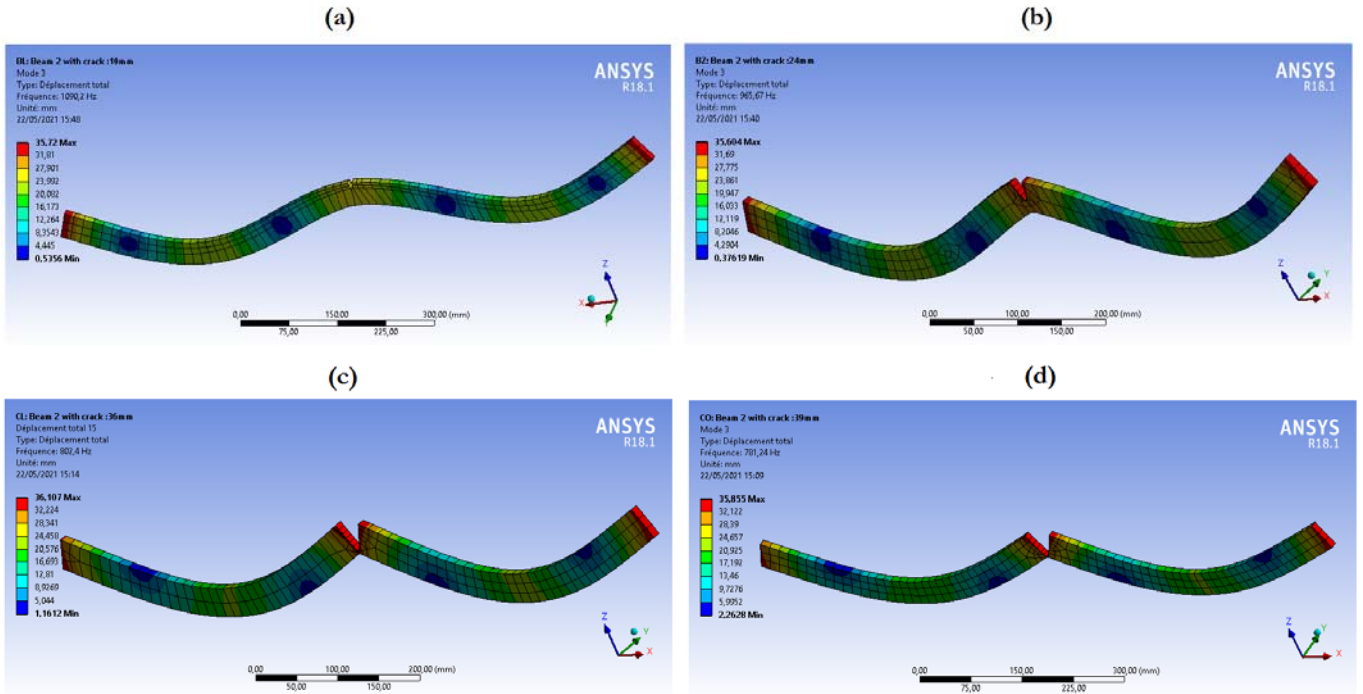 (a)
BL: Beam 2 with crack :10mm
Mode 3
Type: Déplacement total
Fréquence: 1090,2 Hz
Unité: mm
22/05/2021 15:48
ANSYS
R18.1
35,72 Max
31,81
27,901
23,992
20,082
16,173
12,264
8,3543
4,445
0,5356 Min
Z
X
Y
0,00 150,00 300,00 (mm)
75,00 225,00
(b)
BZ: Beam 2 with crack :24mm
Mode 3
Type: Déplacement total
Fréquence: 965,67 Hz
Unité: mm
22/05/2021 15:40
ANSYS
R18.1
35,604 Max
31,69
27,775
23,861
19,947
16,033
12,119
8,2046
4,2904
0,37619 Min
Z
Y
X
0,00 100,00 200,00 (mm)
50,00 150,00
(c)
CL: Beam 2 with crack :36mm
Déplacement total 15
Type: Déplacement total
Fréquence: 802,4 Hz
Unité: mm
22/05/2021 15:14
ANSYS
R18.1
36,107 Max
32,224
28,341
24,458
20,576
16,693
12,81
8,9269
5,044
1,1612 Min
Z
Y
X
0,00 100,00 200,00 (mm)
50,00 150,00
(d)
CO: Beam 2 with crack :39mm
Mode 3
Type: Déplacement total
Fréquence: 781,24 Hz
Unité: mm
22/05/2021 15:09
ANSYS
R18.1
35,855 Max
32,122
28,39
24,657
20,925
17,192
13,46
9,7276
5,9952
2,2628 Min
Z
Y
X
0,00 150,00 300,00 (mm)
75,00 225,00